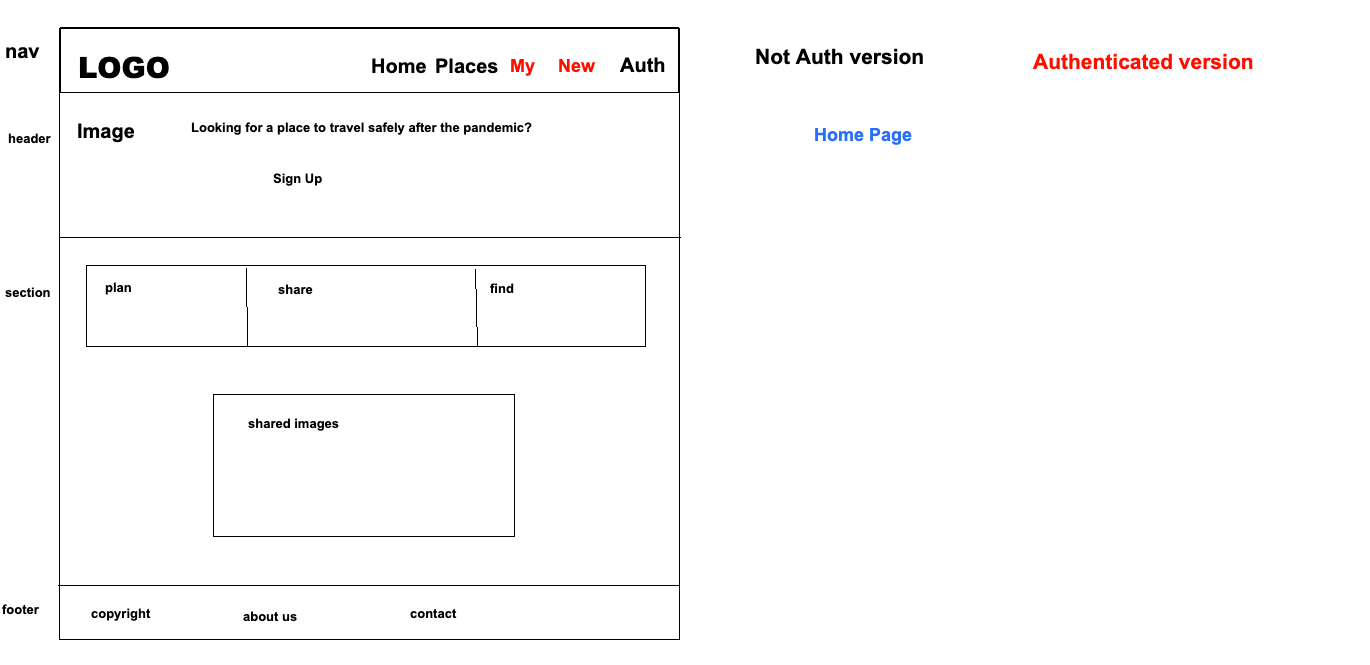 nav
LOGO
Home Places My New Auth
Not Auth version
Authenticated version
header
Image
Looking for a place to travel safely after the pandemic?
Sign Up
Home Page
section
plan
share
find
shared images
footer
copyright
about us
contact